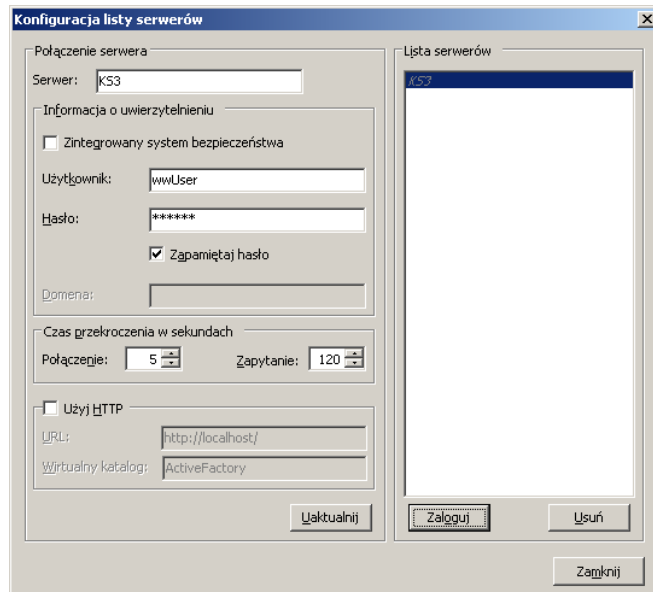 Konfiguracja listy serwerów
Połączenie serwera
Serwer: KS3
Informacja o uwierzytelnieniu
Zintegrowany system bezpieczeństwa
Użytkownik: wwUser
Hasło: ******
Zapamiętaj hasło
Domena:
Czas przekroczenia w sekundach
Połączenie: 5 Zapytanie: 120
Użyj HTTP
URL: http://localhost/
Wirtualny katalog: ActiveFactory
Uaktualnij
Lista serwerów
KS3
Zaloguj Usuń
Zamknij